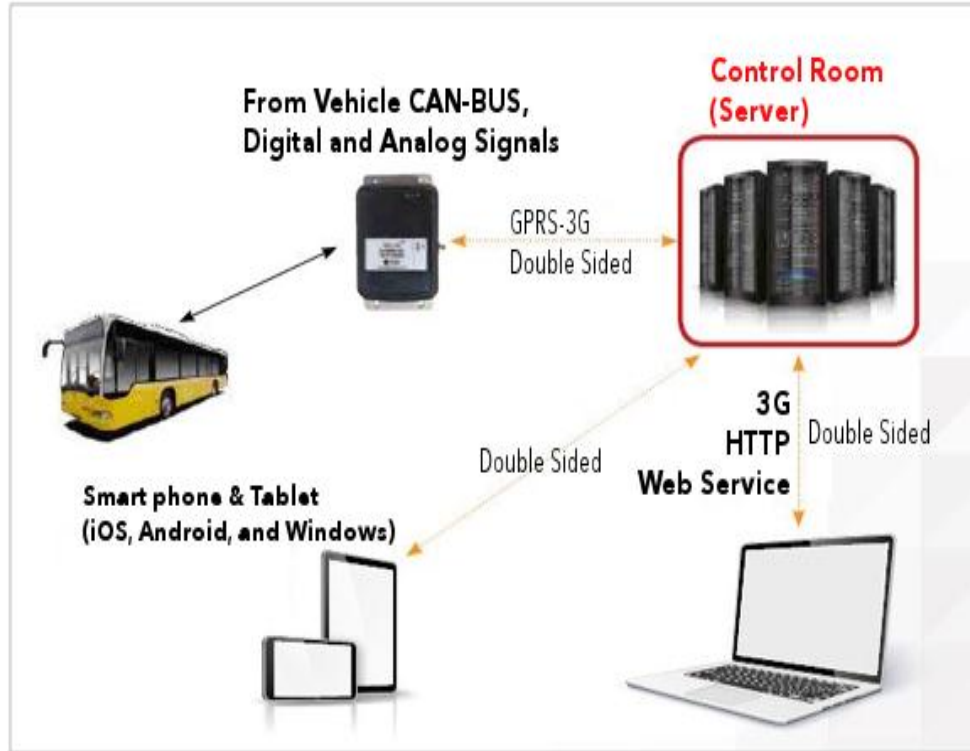 Control Room
(Server)
From Vehicle CAN-BUS,
Digital and Analog Signals
GPRS-3G
Double Sided
3G
HTTP
Web Service
Double Sided
Double Sided
Smart phone & Tablet
(iOS, Android, and Windows)